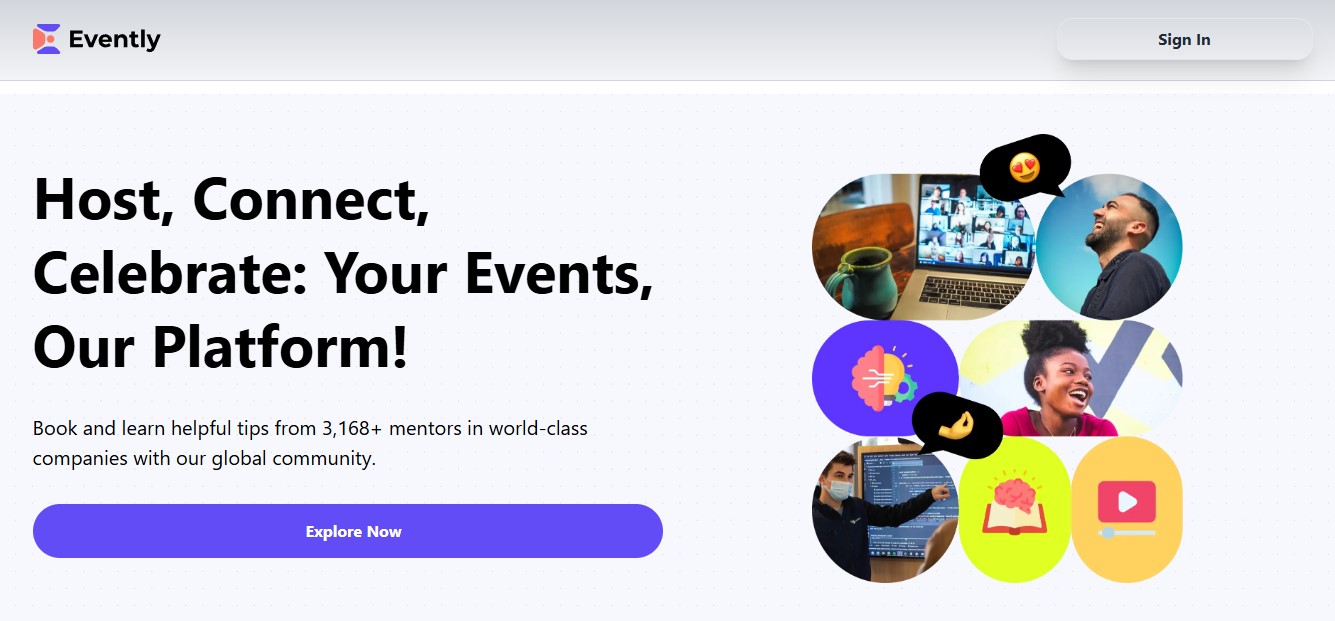 Evently
Sign In
Host, Connect,
Celebrate: Your Events,
Our Platform!
Book and learn helpful tips from 3,168+ mentors in world-class
companies with our global community.
Explore Now